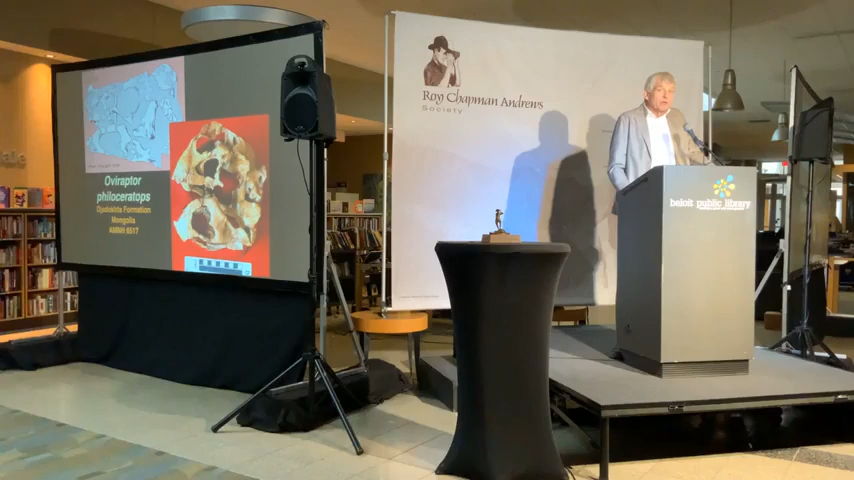 Oviraptor
philoceratops
Djadokhta Formation
Mongolia
AMNH 6517
Roy Chapman Andrews
Society
beloit public library